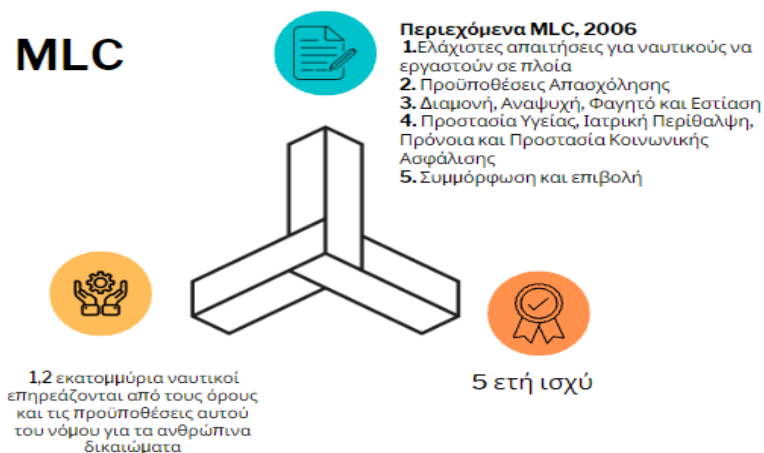 MLC
Περιεχόμενα MLC, 2006
1.Ελάχιστες απαιτήσεις για ναυτικούς να
εργαστούν σε πλοία
2. Προϋποθέσεις Απασχόλησης
3. Διαμονή, Αναψυχή, Φαγητό και Εστίαση
4. Προστασία Υγείας, Ιατρική Περίθαλψη,
Πρόνοια και Προστασία Κοινωνικής
Ασφάλισης
5. Συμμόρφωση και επιβολή
1,2 εκατομμύρια ναυτικοί
επηρεάζονται από τους όρους
και τις προϋποθέσεις αυτού
του νόμου για τα ανθρώπινα
δικαιώματα
5 ετή ισχύ